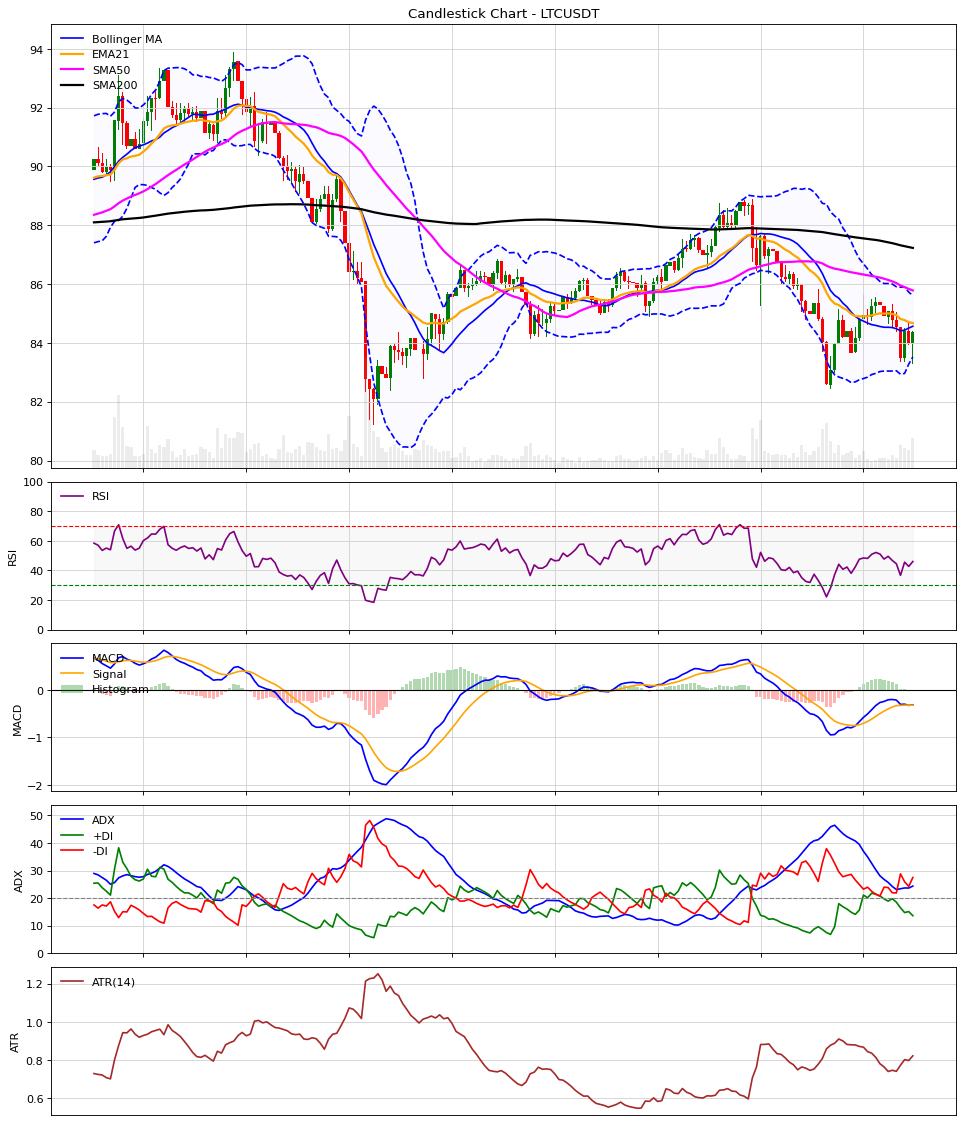 Candlestick Chart - LTCUSDT
Bollinger MA
EMA21
SMA50
SMA200
94
92
90
88
86
84
82
80
RSI
RSI
100
80
60
40
20
0
MACD
Signal
Histogram
MACD
0
−1
−2
ADX
+DI
-DI
ADX
50
40
30
20
10
0
ATR(14)
ATR
1.2
1.0
0.8
0.6